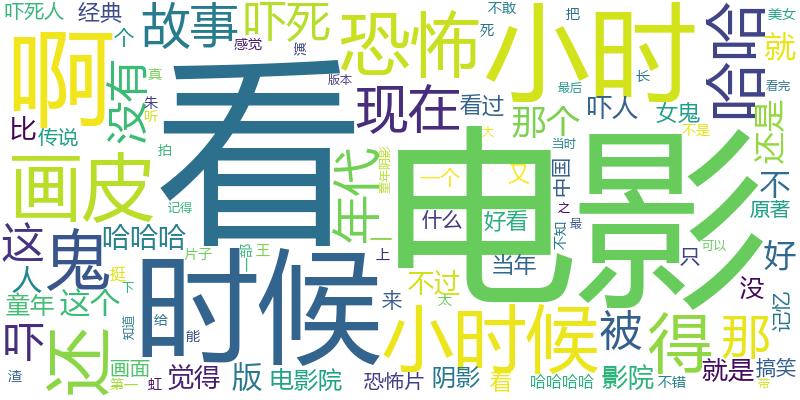 吓死人
经典
个
故事
感觉
吓死
演
恐怖
不敢
死
小时
把
哈哈
美女
就
啊
没有
真
朱
听
版本
最后
长
看完
比
传说
拍
看
现在
看过
大
那个
吓人
女鬼
不是
还是
画皮
年代
童年阴影
一个
又
当时
中国
不
原著
电影
记得
什么
好看
之
最
不知
这
鬼
哈哈哈
片子
王
一
上
当年
只
可以
好
人
童年
这个
挺
下
时候
不过
来
太
没
吓
还
知道
给
能
小时候
被
得
那
画面
渣
第一
虹
觉得
版
电影院
恐怖片
阴影
看
哈哈哈哈
影院
不错
就是
搞笑
带